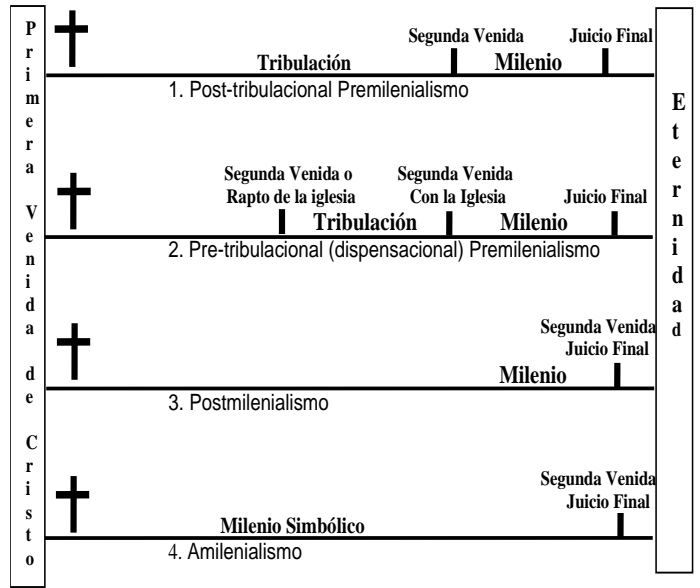 Primera Venida de Cristo
Segunda Venida Juicio Final
Tribulación Milenio
1. Post-tribulacional Premilenialismo
Segunda Venida o Segunda Venida
Rapto de la iglesia Con la Iglesia Juicio Final
Tribulación Milenio
2. Pre-tribulacional (dispensacional) Premilenialismo
Segunda Venida
Juicio Final
Milenio
3. Postmilenialismo
Segunda Venida
Juicio Final
Milenio Simbólico
4. Amilenialismo
Eternidad